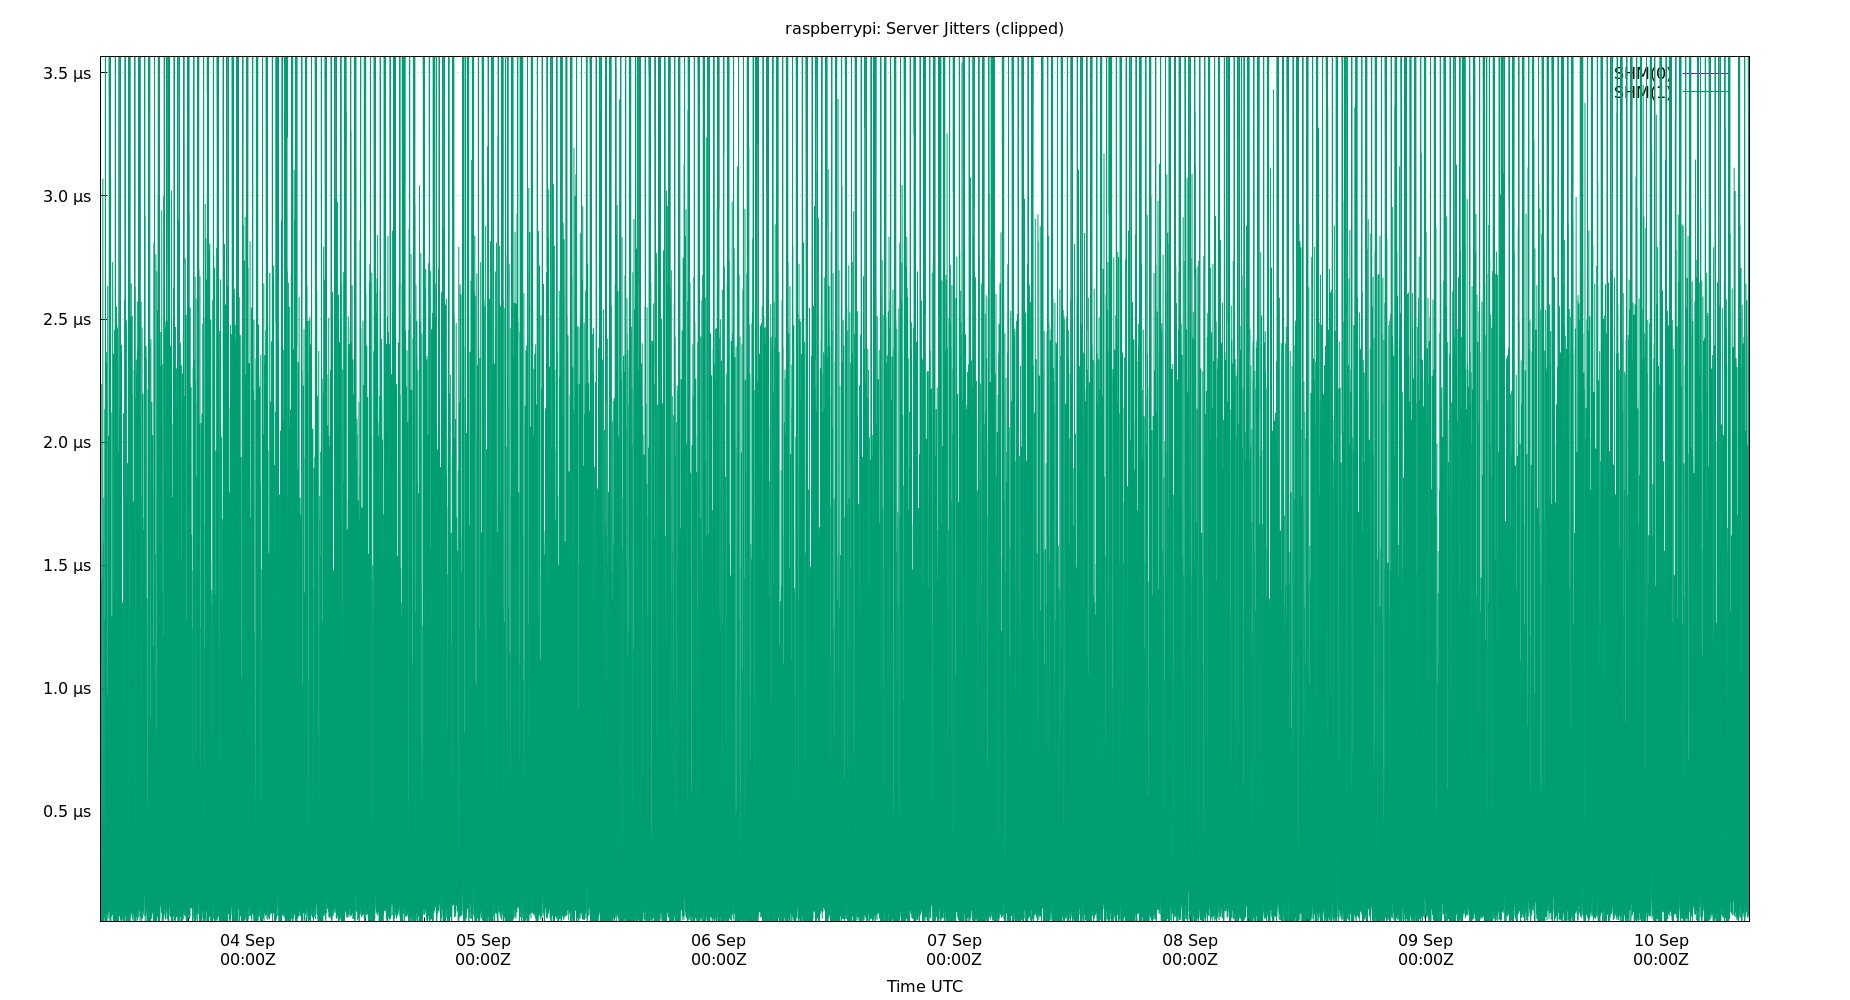 raspberrypi: Server Jitters (clipped)
3.5 µs
SHM(0)
SHM(1)
3.0 µs
2.5 µs
2.0 µs
1.5 µs
1.0 µs
0.5 µs
04 Sep 05 Sep 06 Sep 07 Sep 08 Sep 09 Sep 10 Sep
00:00Z 00:00Z 00:00Z 00:00Z 00:00Z 00:00Z 00:00Z
Time UTC